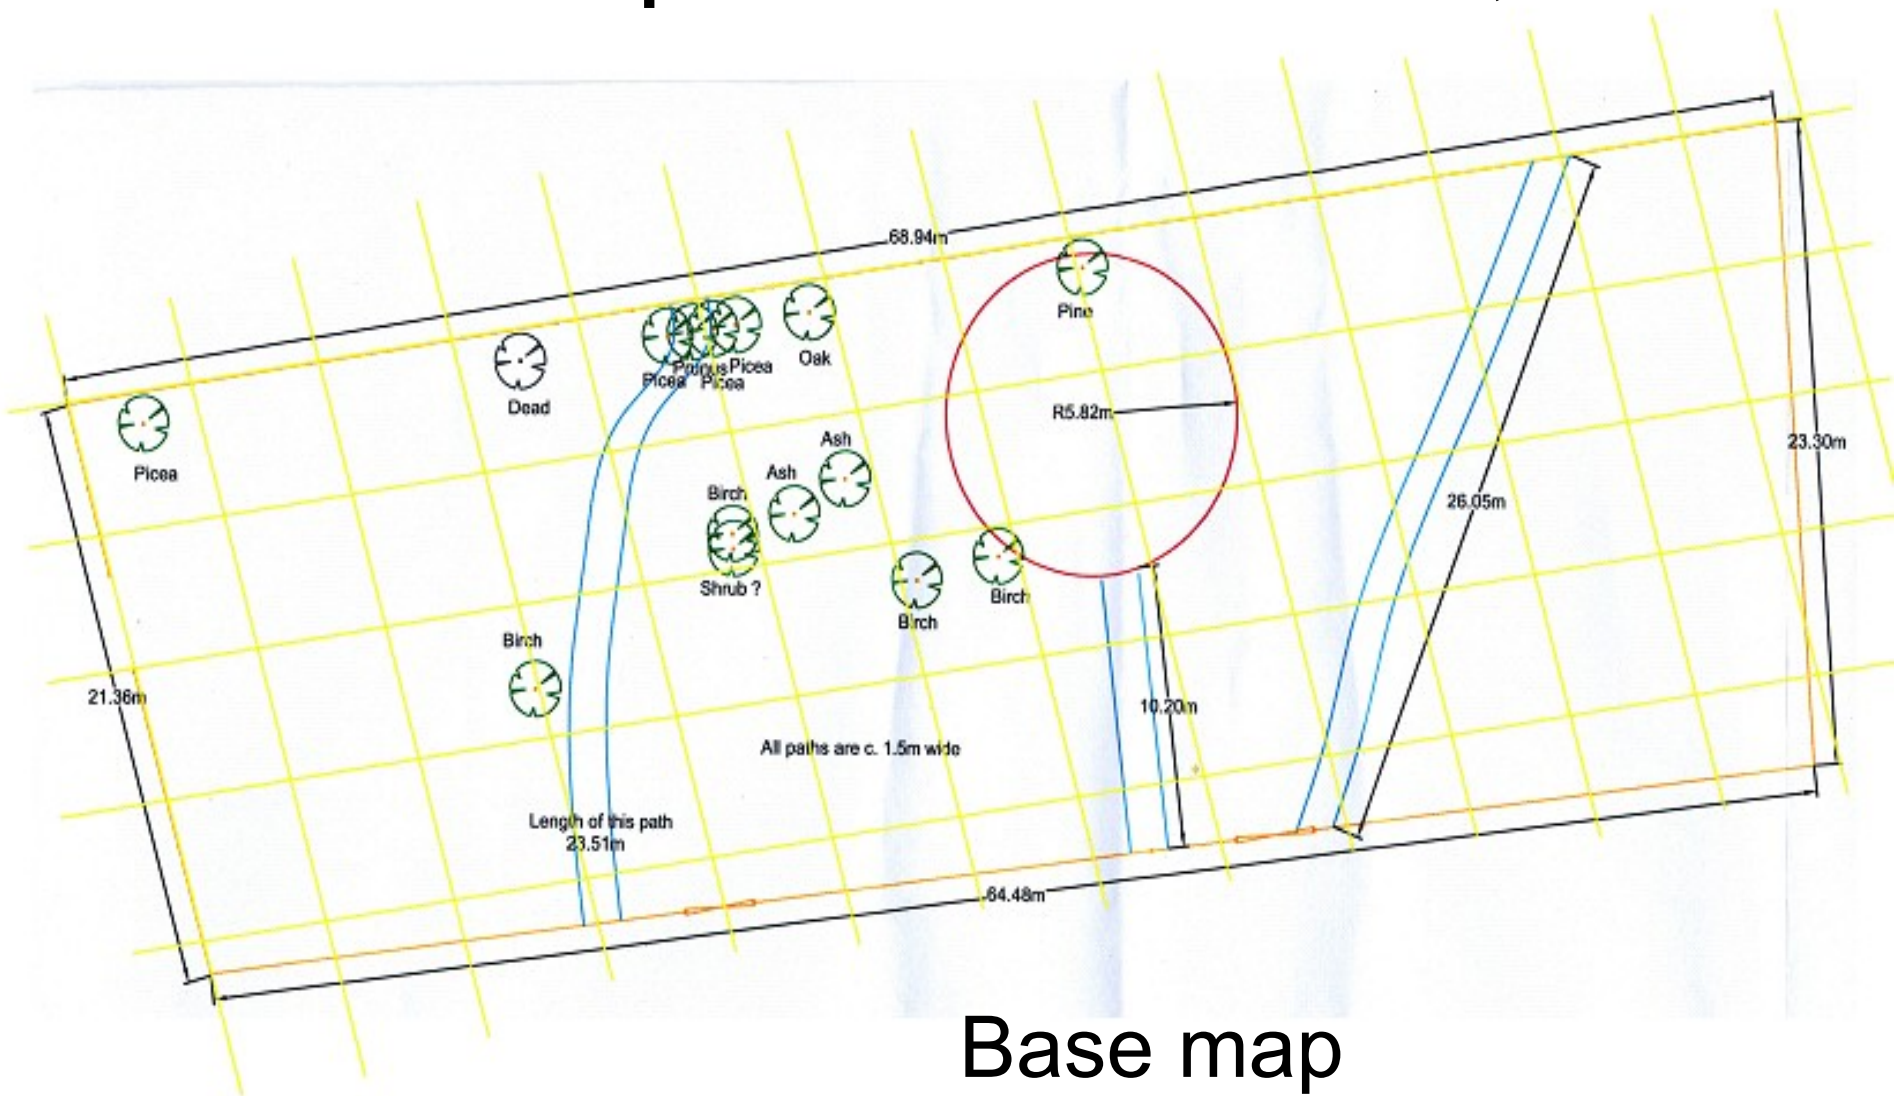 68.94m
Pine
Oak
Picea
Prunus
Picea
Picea
Dead
R5.82m
Picea
Ash
23.30m
Ash
Birch
26.05m
Shrub ?
Birch
Birch
Birch
21.36m
10.20m
All paths are c. 1.5m wide
Length of this path
23.51m
64.48m
Base map